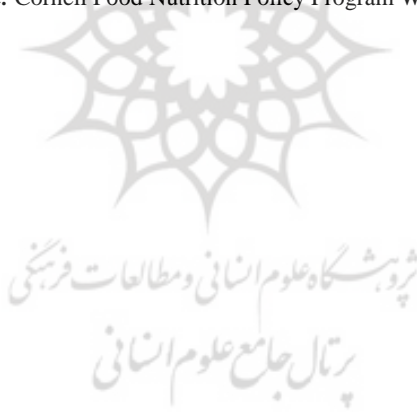 Cornell Food Nutrition Policy Program W
پژوهشگاه علوم انسانی و مطالعات فرهنگی
پرتال جامع علوم انسانی